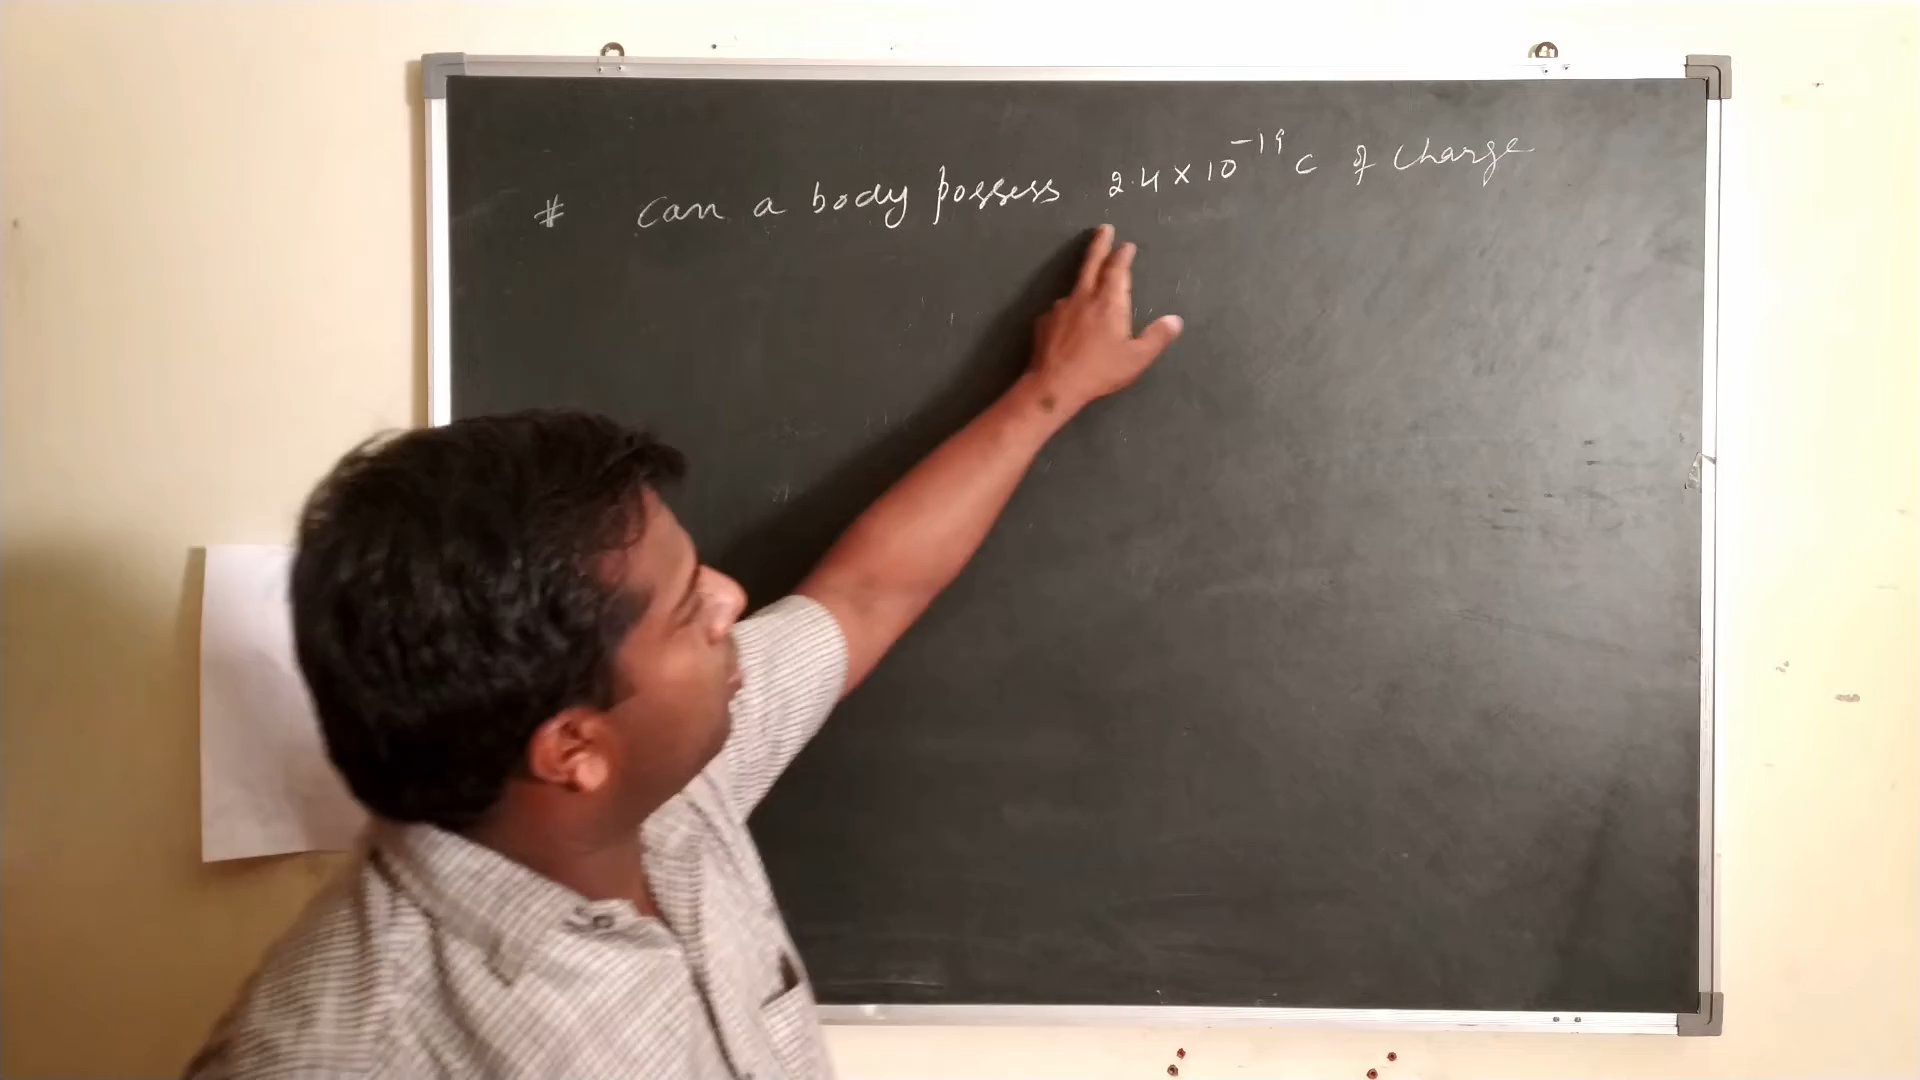 # Can a body possess 2.4 × 10⁻¹⁹ C of charge